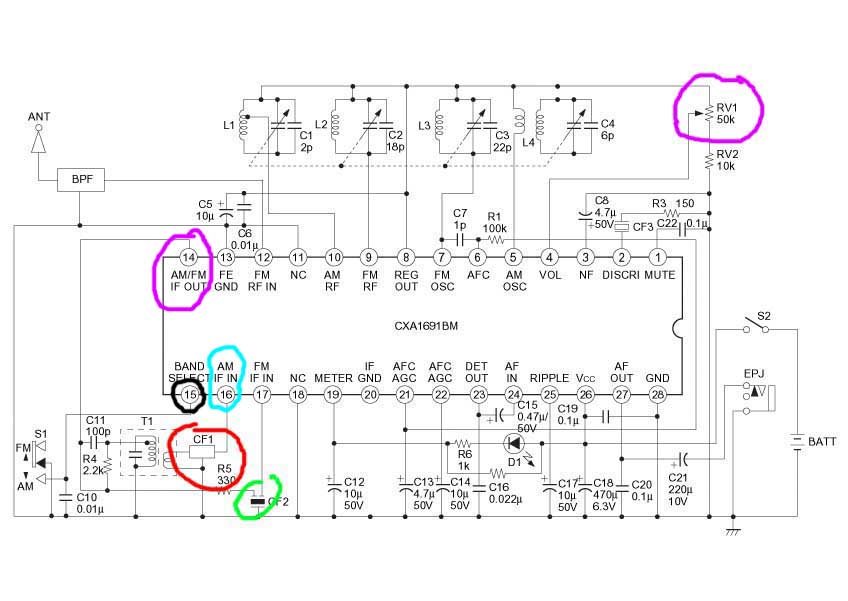 ANT
BPF
L1
C1
2p
L2
C2
18p
L3
C3
22p
L4
C4
6p
RV1
50k
RV2
10k
C5
10µ
C6
0.01µ
C7
1p
R1
100k
C8
4.7µ
50V
R3 150
CF3
C22 0.1µ
14 13 12 11 10 9 8 7 6 5 4 3 2 1
AM/FM
IF OUT
FE
GND
FM
RF IN
NC
AM
RF
FM
RF
REG
OUT
FM
OSC
AFC
AM
OSC
VOL
NF
DISCRI
MUTE
CXA1691BM
BAND
SELECT
AM
IF IN
FM
IF IN
NC
METER
IF
GND
AFC
AGC
AFC
AGC
DET
OUT
AF
IN
RIPPLE
Vcc
AF
OUT
GND
15 16 17 18 19 20 21 22 23 24 25 26 27 28
S2
EPJ
BATT
S1
FM
AM
C11
100p
T1
R4
2.2k
C10
0.01µ
CF1
R5
330
CF2
C12
10µ
50V
C13
4.7µ
50V
C14
10µ
50V
R6
1k
D1
C15
0.47µ/
50V
C16
0.022µ
C17
10µ
50V
C18
470µ
6.3V
C19
0.1µ
C20
0.1µ
C21
220µ
10V